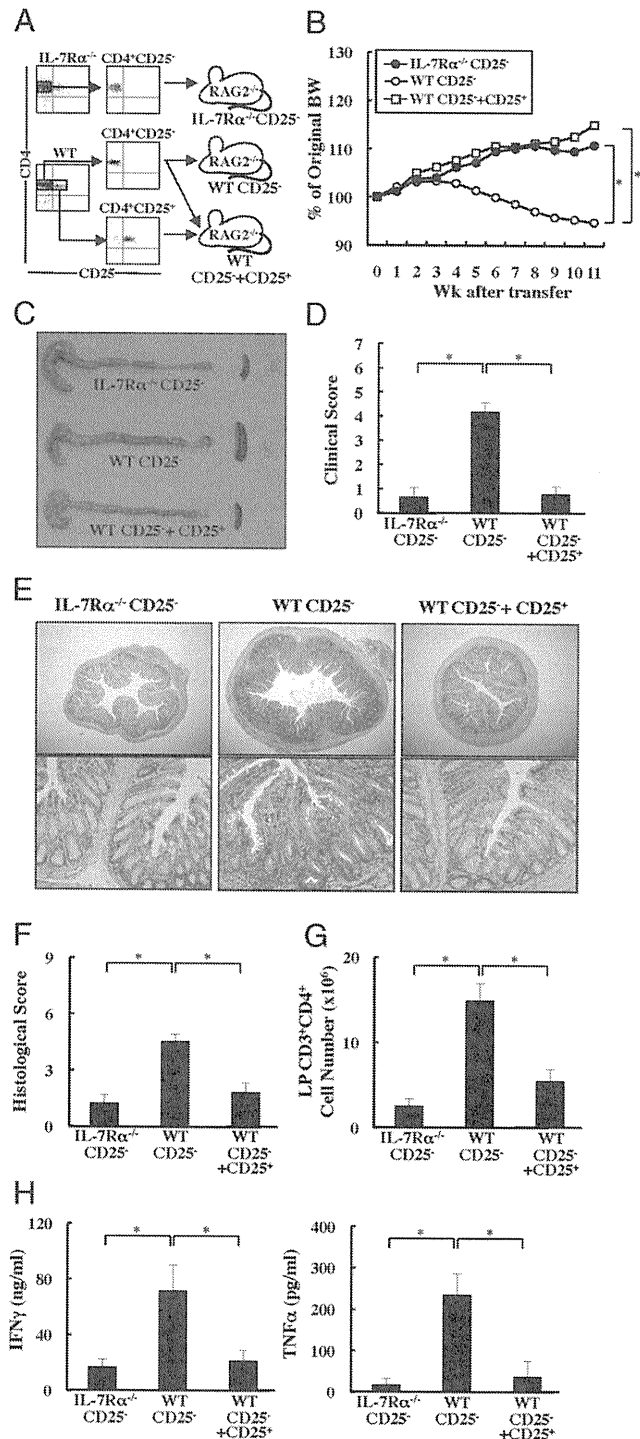 A
IL-7Rα⁻/⁻ CD4⁺CD25⁻
RAG2⁻/⁻
IL-7Rα⁻/⁻CD25⁻
CD4
WT
CD4⁺CD25⁻
RAG2⁻/⁻
WT CD25⁻
CD4⁺CD25⁺
RAG2⁻/⁻
WT
CD25⁻+CD25⁺
CD25
B
% of Original BW
130
120
110
100
90
IL-7Rα⁻/⁻ CD25⁻
WT CD25⁻
WT CD25⁻+CD25⁺
*
*
0 1 2 3 4 5 6 7 8 9 10 11
Wk after transfer
C
IL-7Rα⁻/⁻ CD25⁻
WT CD25
WT CD25⁻+ CD25⁺
D
Clinical Score
7
6
5
4
3
2
1
0
* *
IL-7Rα⁻/⁻ WT WT
CD25⁻ CD25⁻ CD25⁻
+CD25⁺
E
IL-7Rα⁻/⁻ CD25⁻ WT CD25⁻ WT CD25⁻+ CD25⁺
F
Histological Score
9
6
3
0
* *
IL-7Rα⁻/⁻ WT WT
CD25⁻ CD25⁻ CD25⁻
+CD25⁺
G
LP CD3⁺CD4⁺
Cell Number (x10⁶)
20
10
0
* *
IL-7Rα⁻/⁻ WT WT
CD25⁻ CD25⁻ CD25⁻
+CD25⁺
H
IFNγ (ng/ml)
120
80
40
0
* *
IL-7Rα⁻/⁻ WT WT
CD25⁻ CD25⁻ CD25⁻
+CD25⁺
TNFα (pg/ml)
400
300
200
100
0
* *
IL-7Rα⁻/⁻ WT WT
CD25⁻ CD25⁻ CD25⁻
+CD25⁺